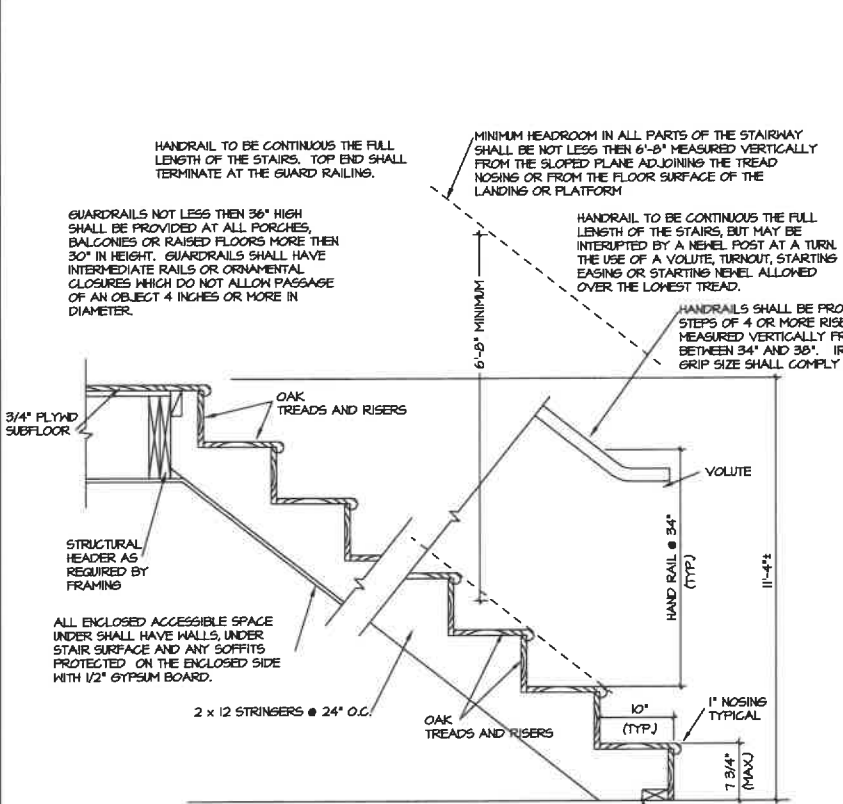 HANDRAIL TO BE CONTINUOUS THE FULL
LENGTH OF THE STAIRS. TOP END SHALL
TERMINATE AT THE GUARD RAILING.
MINIMUM HEADROOM IN ALL PARTS OF THE STAIRWAY
SHALL BE NOT LESS THEN 6'-8" MEASURED VERTICALLY
FROM THE SLOPED PLANE ADJOINING THE TREAD
NOSING OR FROM THE FLOOR SURFACE OF THE
LANDING OR PLATFORM
GUARDRAILS NOT LESS THEN 36" HIGH
SHALL BE PROVIDED AT ALL PORCHES,
BALCONIES OR RAISED FLOORS MORE THEN
30" IN HEIGHT. GUARDRAILS SHALL HAVE
INTERMEDIATE RAILS OR ORNAMENTAL
CLOSURES WHICH DO NOT ALLOW PASSAGE
OF AN OBJECT 4 INCHES OR MORE IN
DIAMETER.
HANDRAIL TO BE CONTINUOUS THE FULL
LENGTH OF THE STAIRS, BUT MAY BE
INTERUPTED BY A NEWEL POST AT A TURN.
THE USE OF A VOLUTE, TURNOUT, STARTING
EASING OR STARTING NEWEL ALLOWED
OVER THE LOWEST TREAD.
HANDRAILS SHALL BE PRO
STEPS OF 4 OR MORE RISE
MEASURED VERTICALLY FR
BETWEEN 34" AND 38". IR
GRIP SIZE SHALL COMPLY
6'-8" MINIMUM
3/4" PLYWD
SUBFLOOR
OAK
TREADS AND RISERS
VOLUTE
STRUCTURAL
HEADER AS
REQUIRED BY
FRAMING
HAND RAIL @ 34"
(TYP.)
11'-4"±
ALL ENCLOSED ACCESSIBLE SPACE
UNDER SHALL HAVE WALLS, UNDER
STAIR SURFACE AND ANY SOFFITS
PROTECTED ON THE ENCLOSED SIDE
WITH 1/2" GYPSUM BOARD.
2 x 12 STRINGERS @ 24" O.C.
OAK
TREADS AND RISERS
10"
(TYP.)
1" NOSING
TYPICAL
7 3/4"
(MAX.)